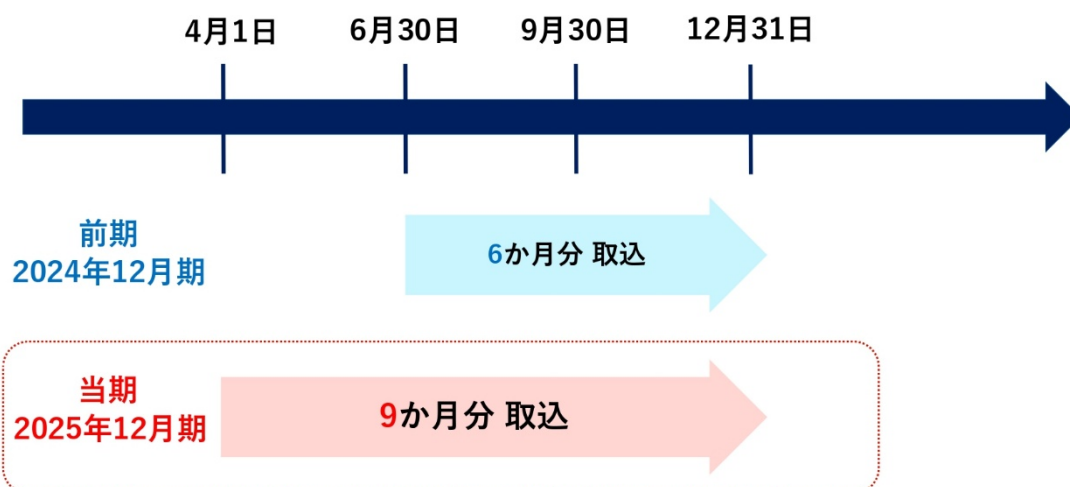 4月1日 6月30日 9月30日 12月31日
前期
2024年12月期
6か月分 取込
当期
2025年12月期
9か月分 取込